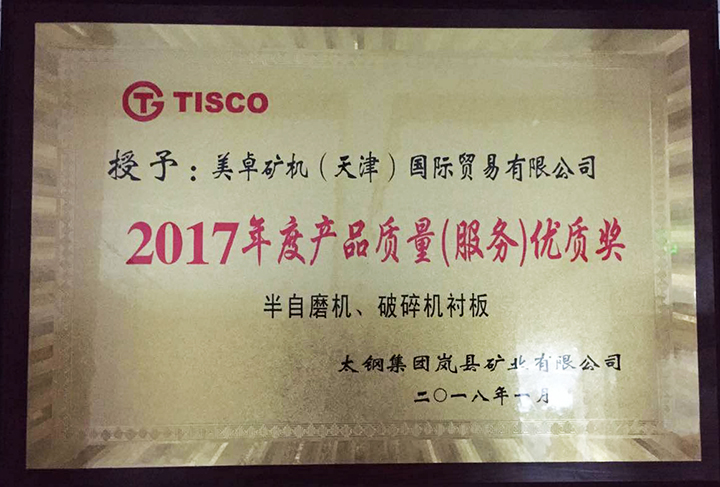 TISCO
授予：美卓矿机（天津）国际贸易有限公司
2017年度产品质量(服务)优质奖
半自磨机、破碎机衬板
太钢集团岚县矿业有限公司
二〇一八年一月